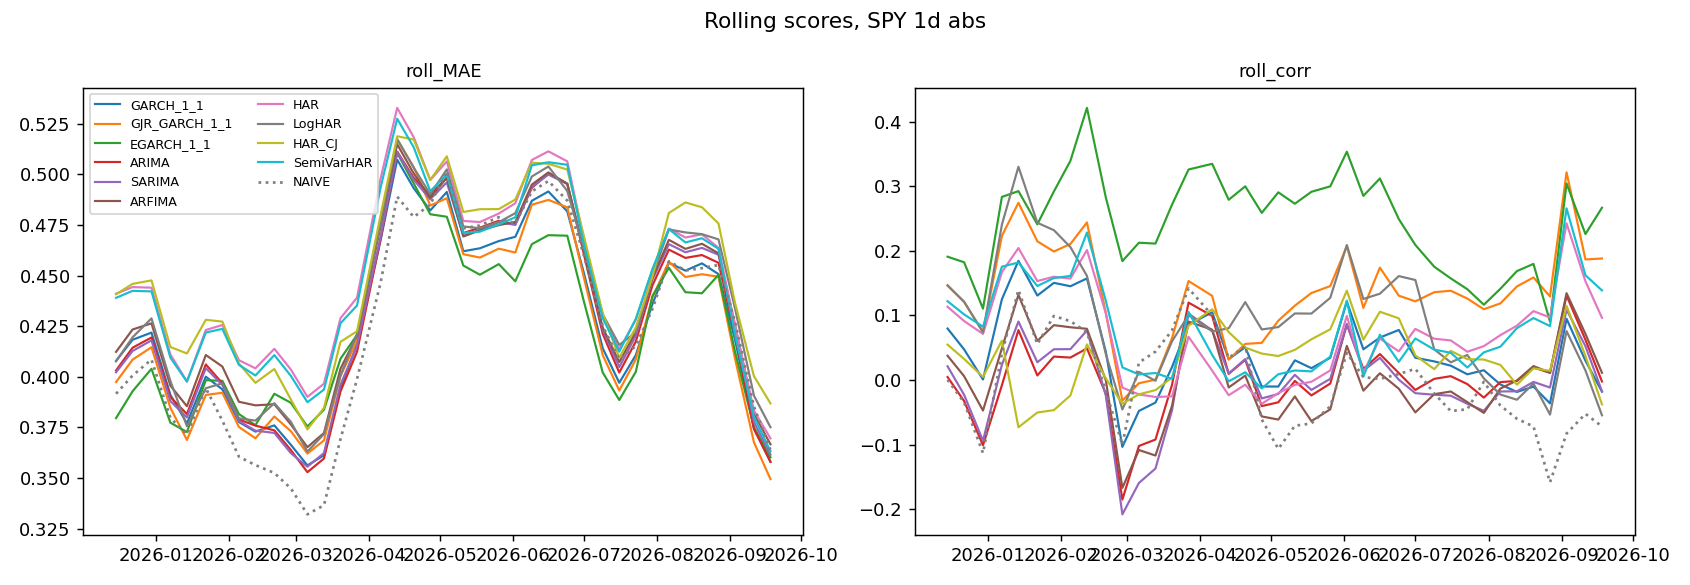 Rolling scores, SPY 1d abs
roll_MAE
GARCH_1_1
GJR_GARCH_1_1
EGARCH_1_1
ARIMA
SARIMA
ARFIMA
HAR
LogHAR
HAR_CJ
SemiVarHAR
NAIVE
0.525
0.500
0.475
0.450
0.425
0.400
0.375
0.350
0.325
2026-01 2026-02 2026-03 2026-04 2026-05 2026-06 2026-07 2026-08 2026-09 2026-10
roll_corr
0.4
0.3
0.2
0.1
0.0
−0.1
−0.2
2026-01 2026-02 2026-03 2026-04 2026-05 2026-06 2026-07 2026-08 2026-09 2026-10